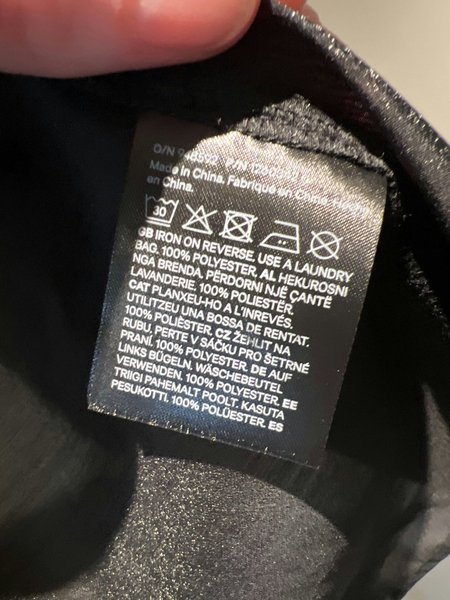 O/N
Made in China. Fabriqué en Chine.
en China.
30
GB IRON ON REVERSE. USE A LAUNDRY
BAG. 100% POLYESTER. AL HEKUROSNI
NGA BRENDA. PËRDORNI NJË ÇANTË
LAVANDERIE. 100% POLIESTËR.
CAT PLANXEU-HO A L'INREVÉS.
UTILITZEU UNA BOSSA DE RENTAT.
100% POLIÈSTER. CZ ŽEHLIT NA
RUBU. PERTE V SÁČKU PRO ŠETRNÉ
PRANÍ. 100% POLYESTER. DE AUF
LINKS BÜGELN. WÄSCHEBEUTEL
VERWENDEN. 100% POLYESTER. EE
TRIIGI PAHEMALT POOLT. KASUTA
PESUKOTTI. 100% POLÜESTER. ES